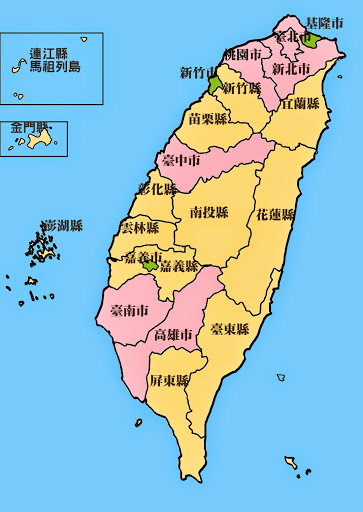 基隆市
臺北市
連江縣
馬祖列島
桃園市
新北市
新竹市
新竹縣
宜蘭縣
苗栗縣
金門縣
臺中市
彰化縣
南投縣
花蓮縣
澎湖縣
雲林縣
嘉義市
嘉義縣
臺南市
高雄市
臺東縣
屏東縣